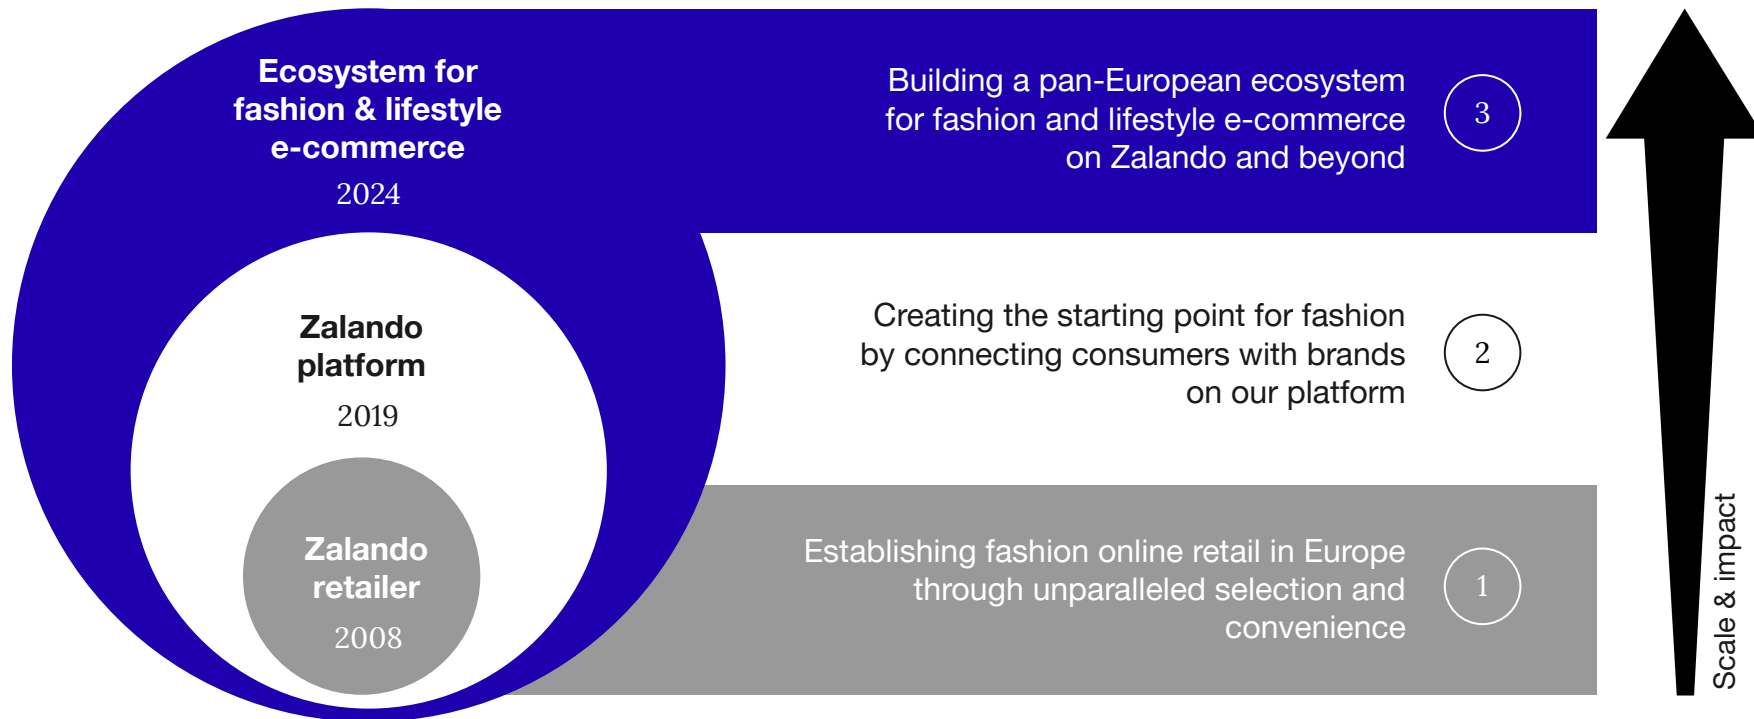 Ecosystem for
fashion & lifestyle
e-commerce
2024
Building a pan-European ecosystem
for fashion and lifestyle e-commerce
on Zalando and beyond
3
Zalando
platform
2019
Creating the starting point for fashion
by connecting consumers with brands
on our platform
2
Zalando
retailer
2008
Establishing fashion online retail in Europe
through unparalleled selection and
convenience
1
Scale & impact